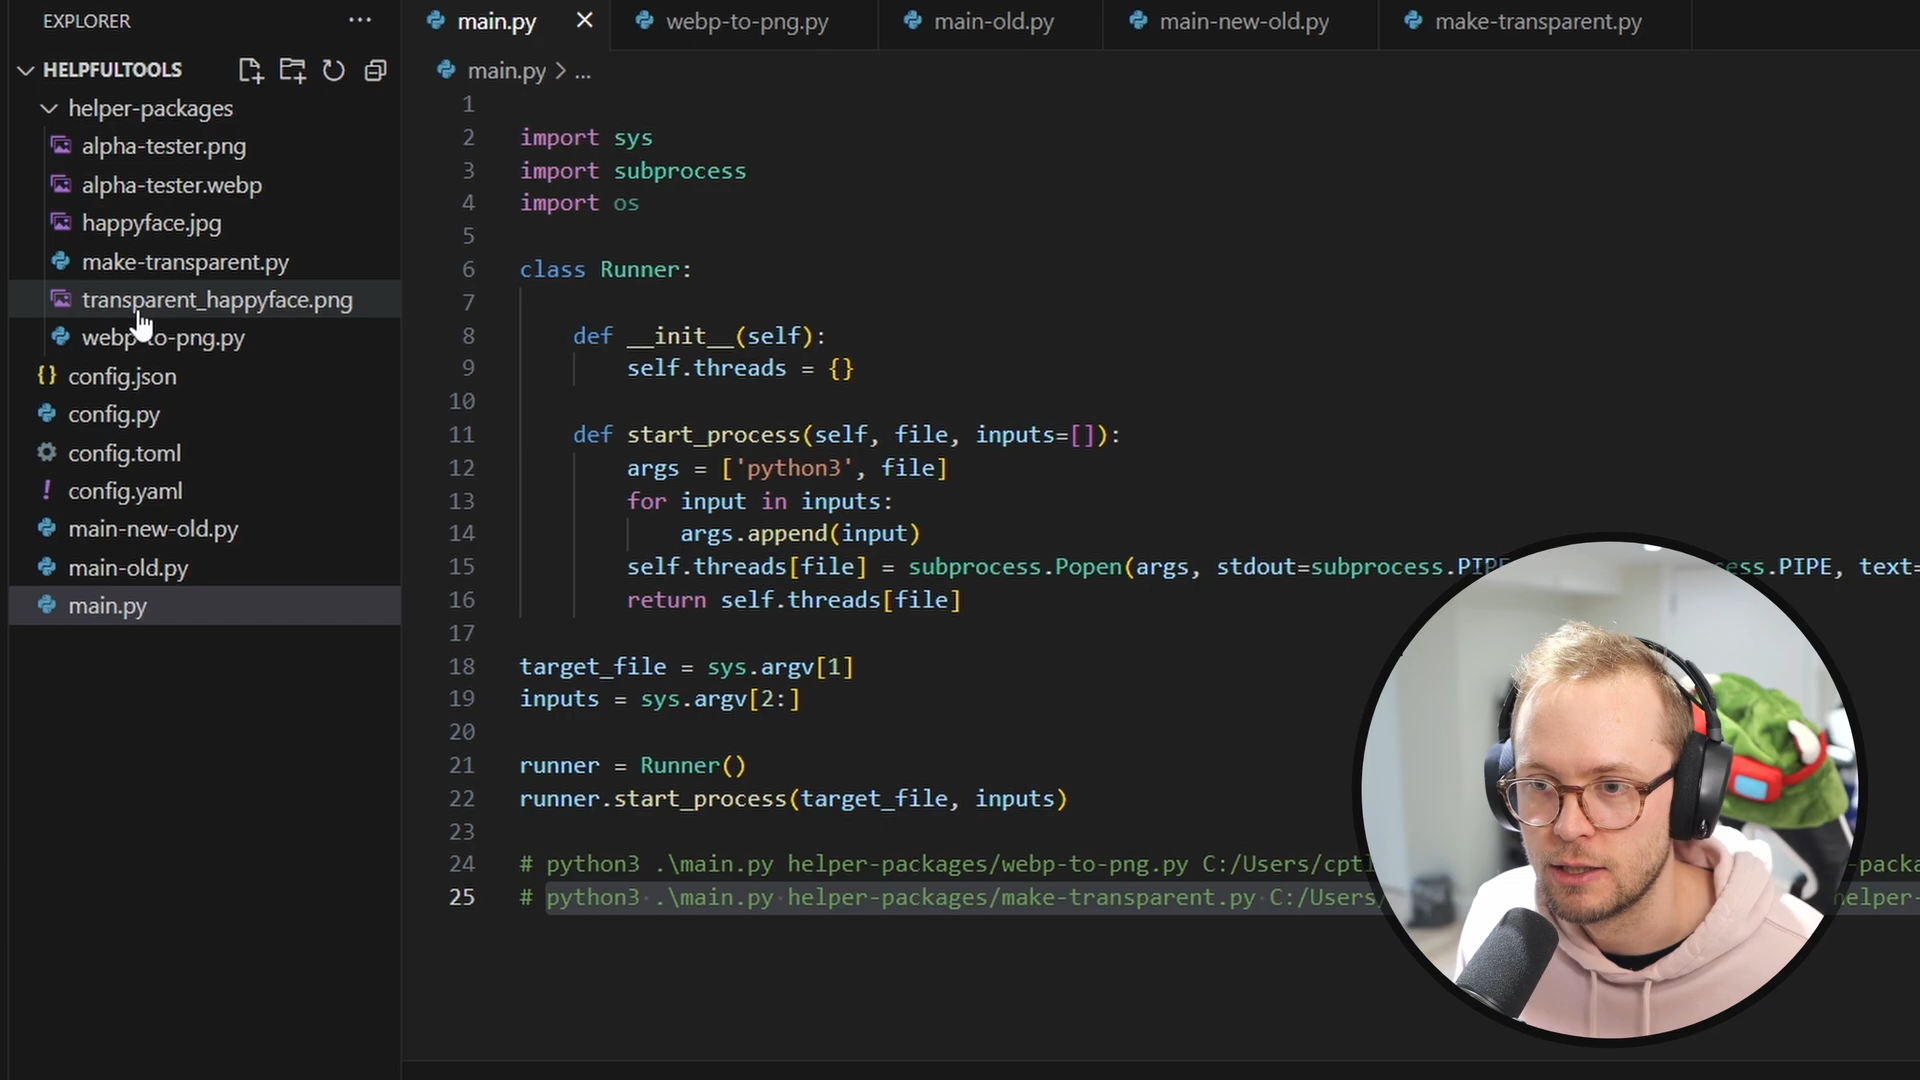 EXPLORER
HELPFULTOOLS
helper-packages
alpha-tester.png
alpha-tester.webp
happyface.jpg
make-transparent.py
transparent_happyface.png
webp-to-png.py
config.json
config.py
config.toml
config.yaml
main-new-old.py
main-old.py
main.py
main.py webp-to-png.py main-old.py main-new-old.py make-transparent.py
main.py > ...
1
2 import sys
3 import subprocess
4 import os
5
6 class Runner:
7
8 def __init__(self):
9 self.threads = {}
10
11 def start_process(self, file, inputs=[]):
12 args = ['python3', file]
13 for input in inputs:
14 args.append(input)
15 self.threads[file] = subprocess.Popen(args, stdout=subprocess.PIPE, text=
16 return self.threads[file]
17
18 target_file = sys.argv[1]
19 inputs = sys.argv[2:]
20
21 runner = Runner()
22 runner.start_process(target_file, inputs)
23
24 # python3 .\main.py helper-packages/webp-to-png.py C:/Users/
25 # python3 .\main.py helper-packages/make-transparent.py C:/Users/ helper-